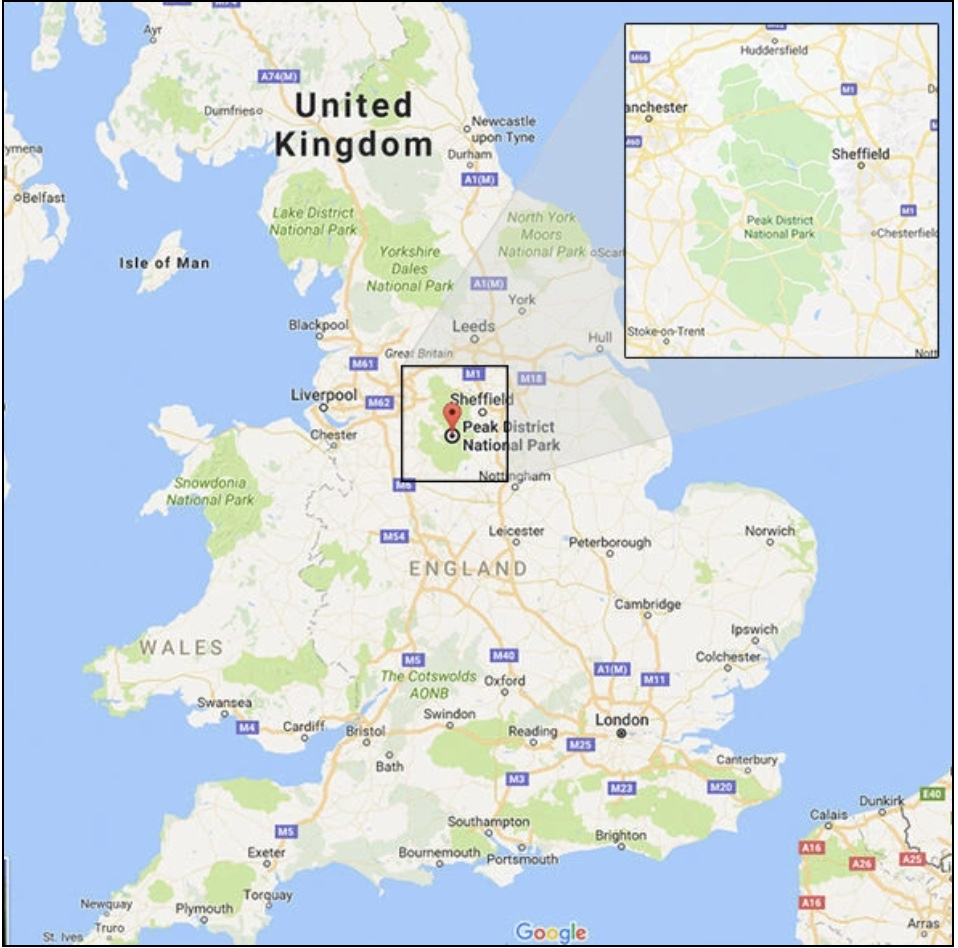 Ayr
A74(M)
United
Kingdom
Dumfries
Newcastle
upon Tyne
Durham
A1(M)
ymena
Belfast
Lake District
National Park
North York
Moors
National Park
Scar
Isle of Man
Yorkshire
Dales
National Park
A1(M)
York
Blackpool
Leeds
Hull
Great Britain
M61
M1
M18
Liverpool
M62
Sheffield
Chester
Peak District
National Park
Snowdonia
National Park
M6
Nottingham
M54
Leicester
Peterborough
Norwich
ENGLAND
Cambridge
Ipswich
WALES
M5
M40
Colchester
The Cotswolds
AONB
Oxford
A1(M)
M11
Swansea
M4
Cardiff
Bristol
Swindon
Reading
London
M25
Bath
Canterbury
M3
M23
M20
Southampton
Brighton
M5
Exeter
Bournemouth
Portsmouth
Newquay
Truro
St. Ives
Plymouth
Torquay
Google
Calais
Dunkirk
E40
A16
A26
A25
Li
A16
Arras
Huddersfield
M66
M1
anchester
M60
Sheffield
M1
Peak District
National Park
Chesterfield
Stoke-on-Trent
Nott